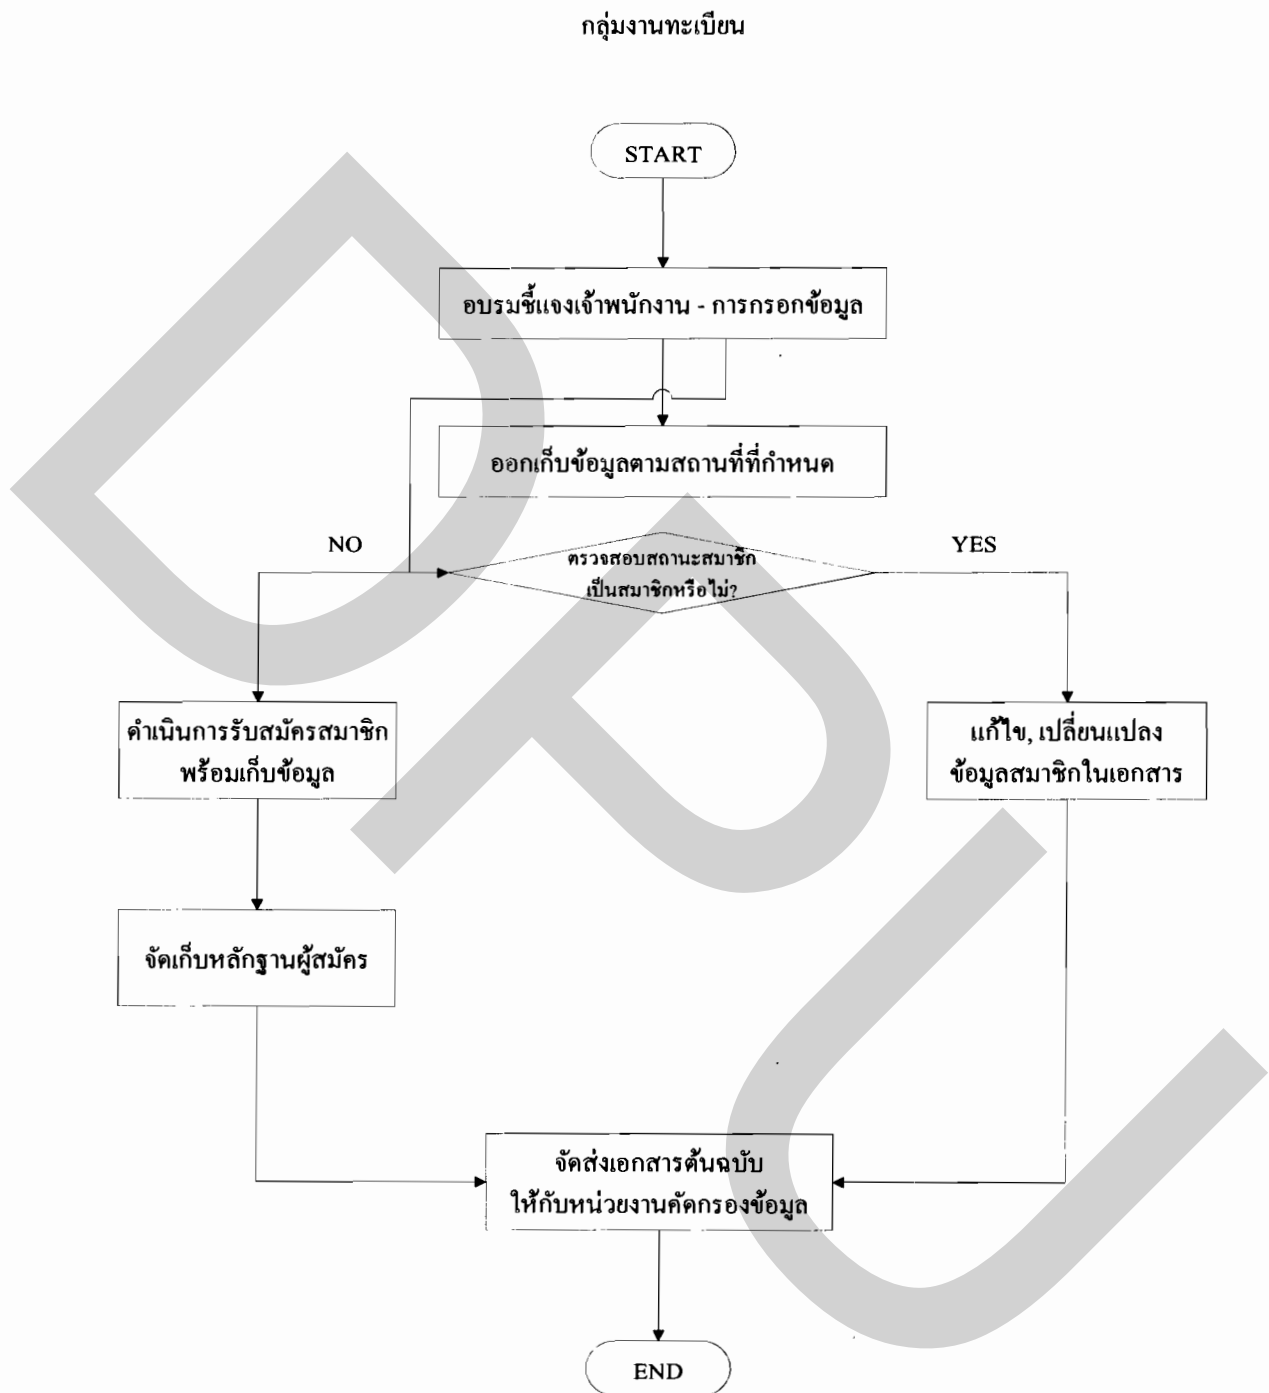 กลุ่มงานทะเบียน
START
อบรมชี้แจงเจ้าพนักงาน - การกรอกข้อมูล
ออกเก็บข้อมูลตามสถานที่ที่กำหนด
NO
ตรวจสอบสถานะสมาชิก
เป็นสมาชิกหรือไม่?
YES
ดำเนินการรับสมัครสมาชิก
พร้อมเก็บข้อมูล
แก้ไข, เปลี่ยนแปลง
ข้อมูลสมาชิกในเอกสาร
จัดเก็บหลักฐานผู้สมัคร
จัดส่งเอกสารต้นฉบับ
ให้กับหน่วยงานคัดกรองข้อมูล
END
DPU